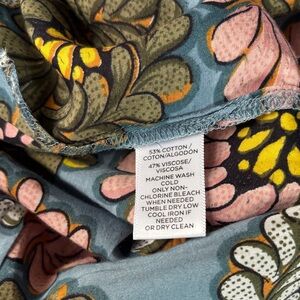 53% COTTON /
COTON/ALGODON
47% VISCOSE/
VISCOSA
MACHINE WASH
COLD
ONLY NON-
CHLORINE BLEACH
WHEN NEEDED
TUMBLE DRY LOW
COOL IRON IF
NEEDED
OR DRY CLEAN